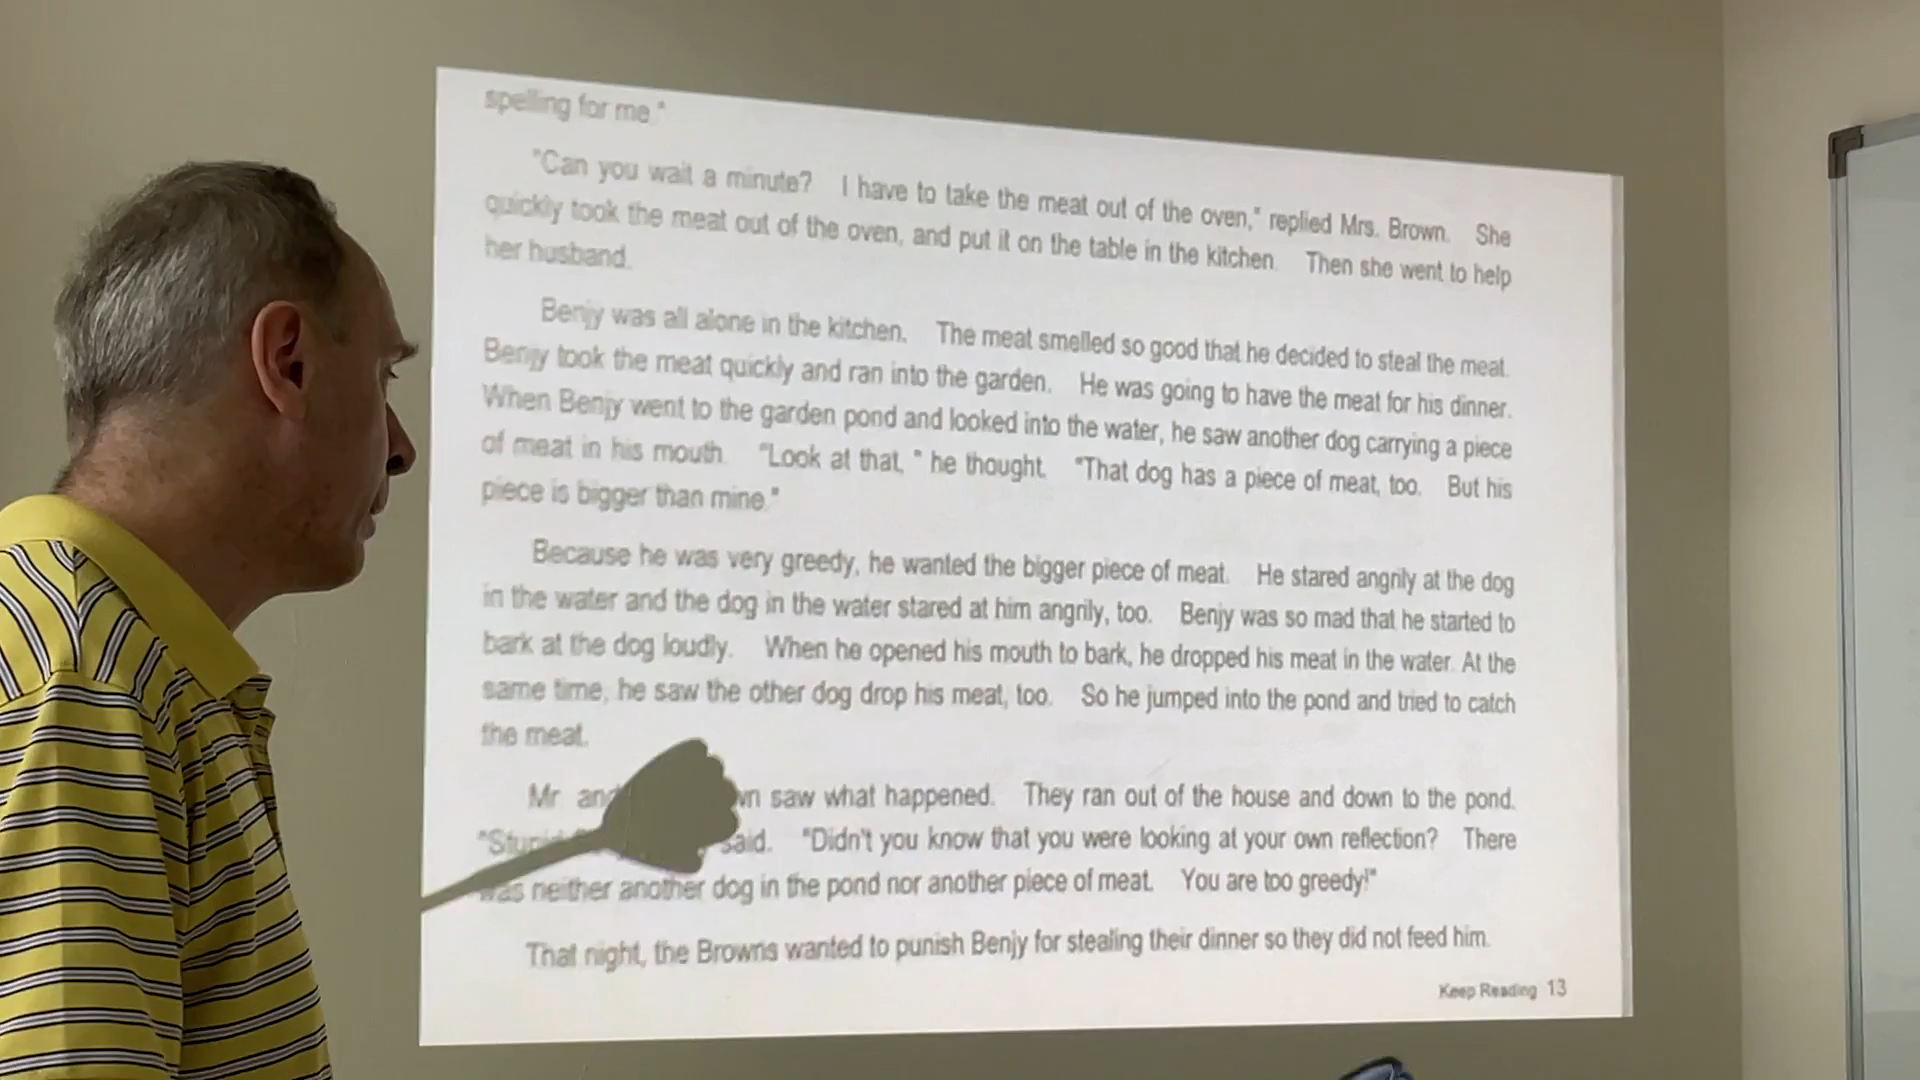 spelling for me."
"Can you wait a minute? I have to take the meat out of the oven," replied Mrs. Brown. She
quickly took the meat out of the oven, and put it on the table in the kitchen. Then she went to help
her husband.
Benjy was all alone in the kitchen. The meat smelled so good that he decided to steal the meat.
Benjy took the meat quickly and ran into the garden. He was going to have the meat for his dinner.
When Benjy went to the garden pond and looked into the water, he saw another dog carrying a piece
of meat in his mouth. "Look at that, " he thought. "That dog has a piece of meat, too. But his
piece is bigger than mine."
Because he was very greedy, he wanted the bigger piece of meat. He stared angrily at the dog
in the water and the dog in the water stared at him angrily, too. Benjy was so mad that he started to
bark at the dog loudly. When he opened his mouth to bark, he dropped his meat in the water. At the
same time, he saw the other dog drop his meat, too. So he jumped into the pond and tried to catch
the meat.
Mr. and saw what happened. They ran out of the house and down to the pond.
said. "Didn't you know that you were looking at your own reflection? There
was neither another dog in the pond nor another piece of meat. You are too greedy!"
That night, the Browns wanted to punish Benjy for stealing their dinner so they did not feed him.
Keep Reading 13